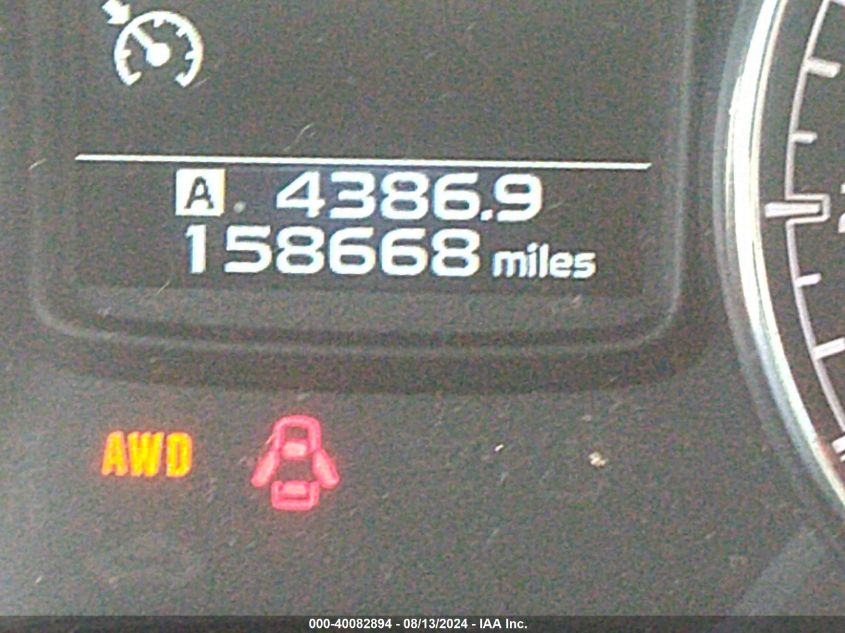 A 4386.9
158668 miles
AWD
000-40082894 - 08/13/2024 - IAA Inc.